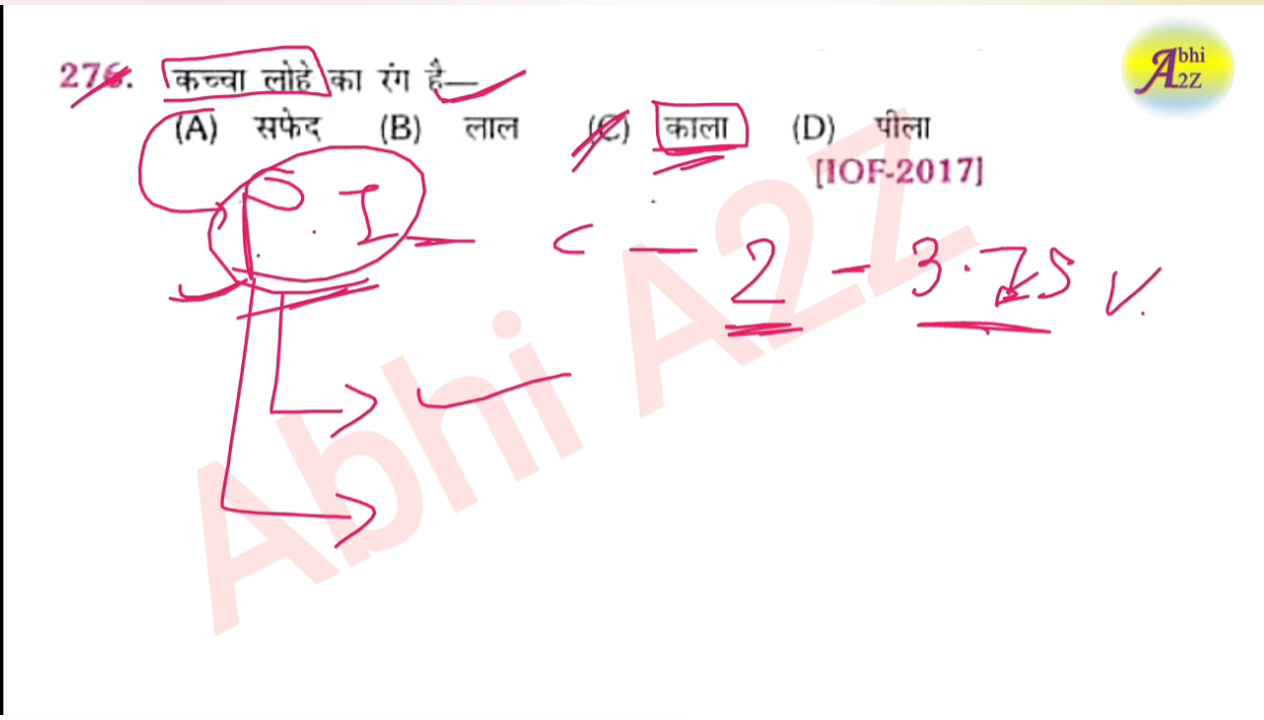 276. कच्चा लोहे का रंग है—
(A) सफेद (B) लाल (C) काला (D) पीला
[IOF-2017]
Abhi A2Z
P I — C — 2 — 3.75 V.
Abhi A2Z